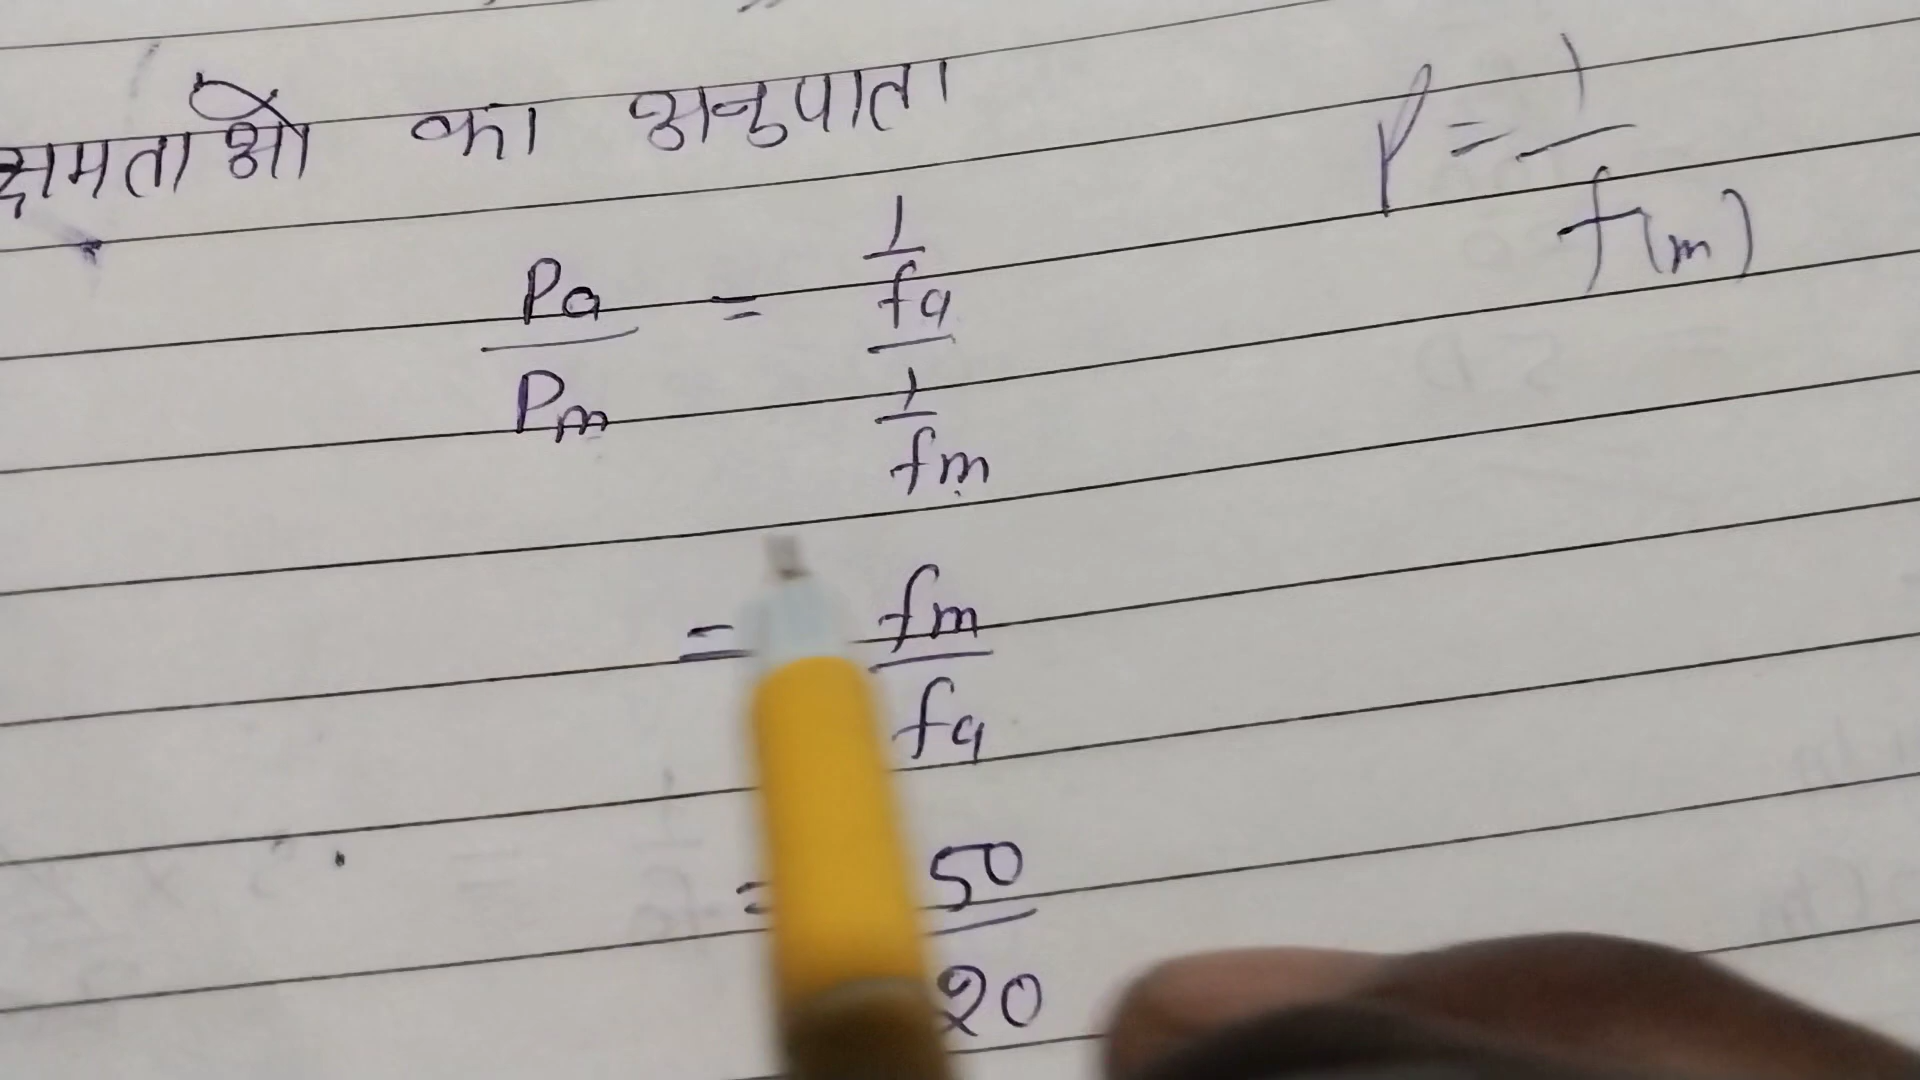 क्षमताओं का अनुपात।
P = 1 / f(m)
Pa / Pm = (1 / fa) / (1 / fm)
= fm / fa
= 50 / 20